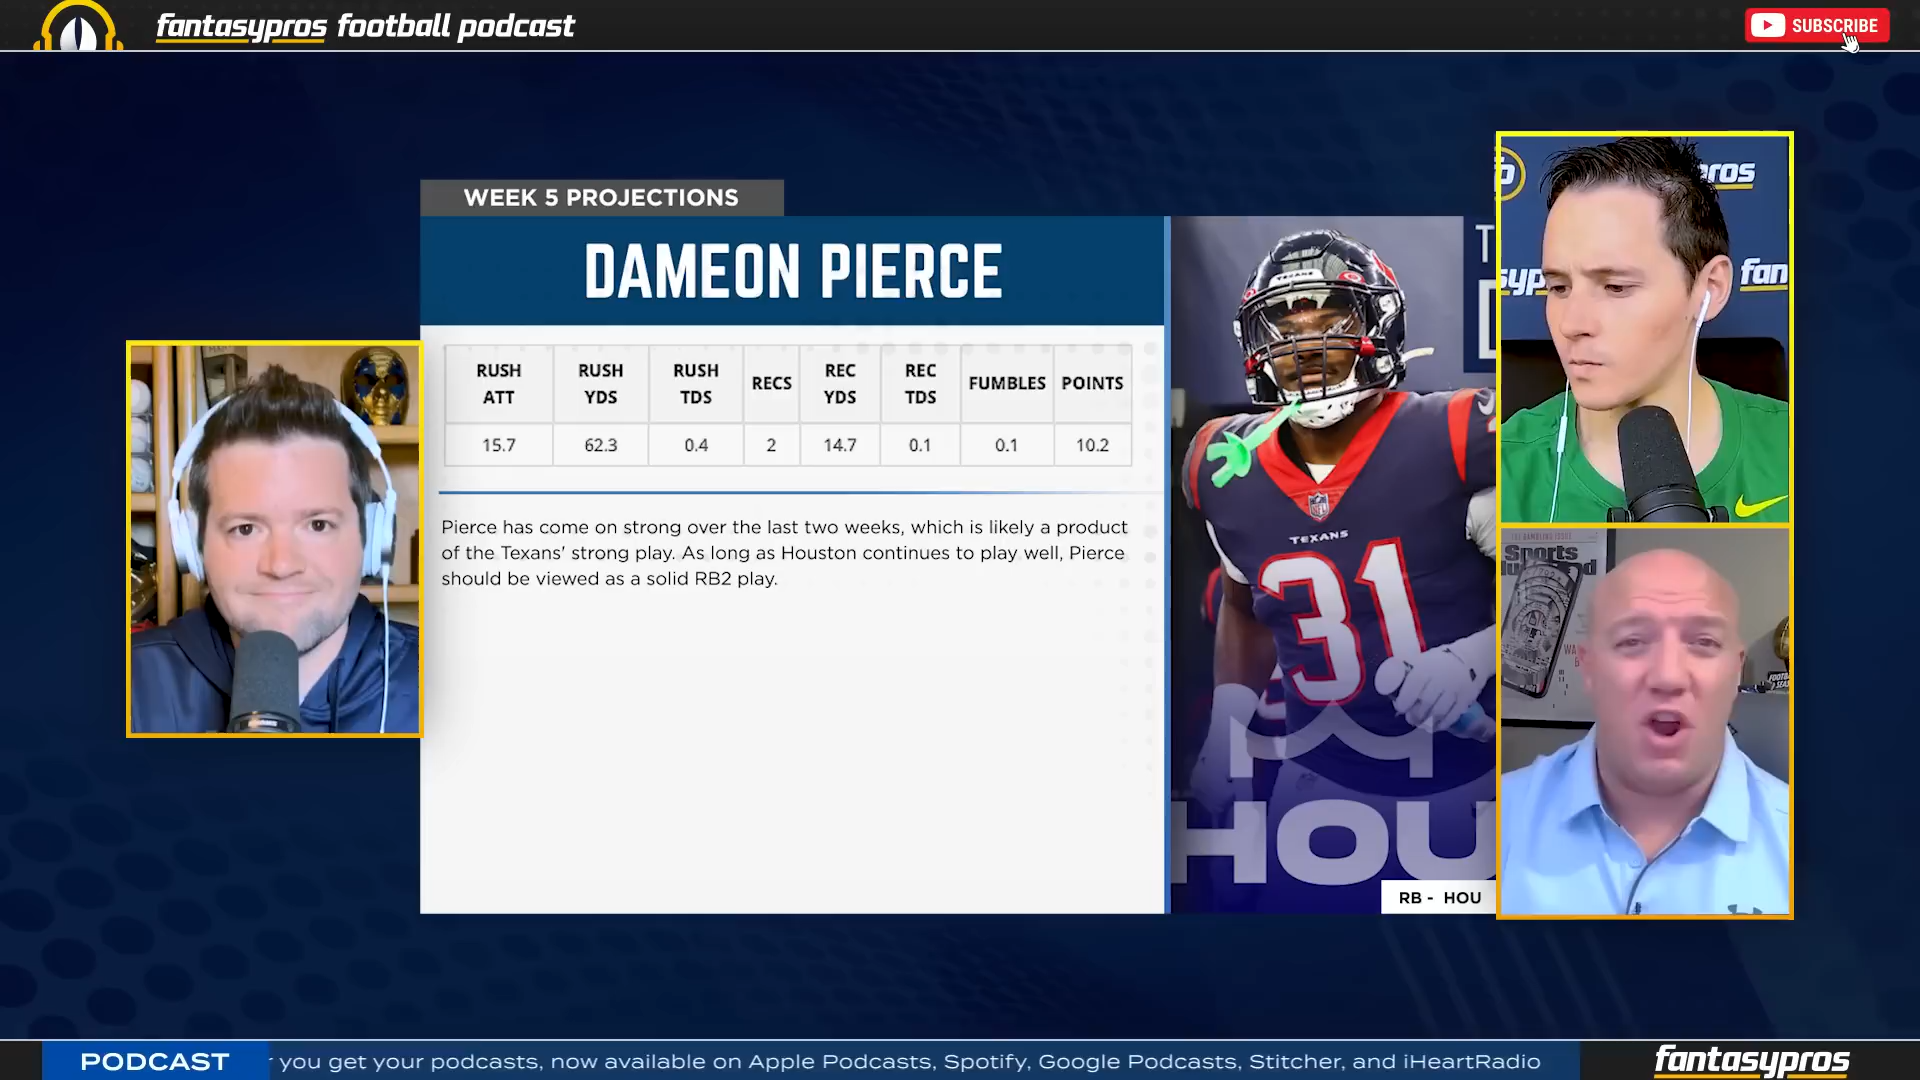 fantasypros football podcast
SUBSCRIBE
WEEK 5 PROJECTIONS
DAMEON PIERCE
RUSH ATT RUSH YDS RUSH TDS RECS REC YDS REC TDS FUMBLES POINTS
15.7 62.3 0.4 2 14.7 0.1 0.1 10.2
Pierce has come on strong over the last two weeks, which is likely a product
of the Texans' strong play. As long as Houston continues to play well, Pierce
should be viewed as a solid RB2 play.
TEXANS
TEXANS
31
HOU
RB - HOU
ros
fan
Sports
PODCAST
you get your podcasts, now available on Apple Podcasts, Spotify, Google Podcasts, Stitcher, and iHeartRadio
fantasypros